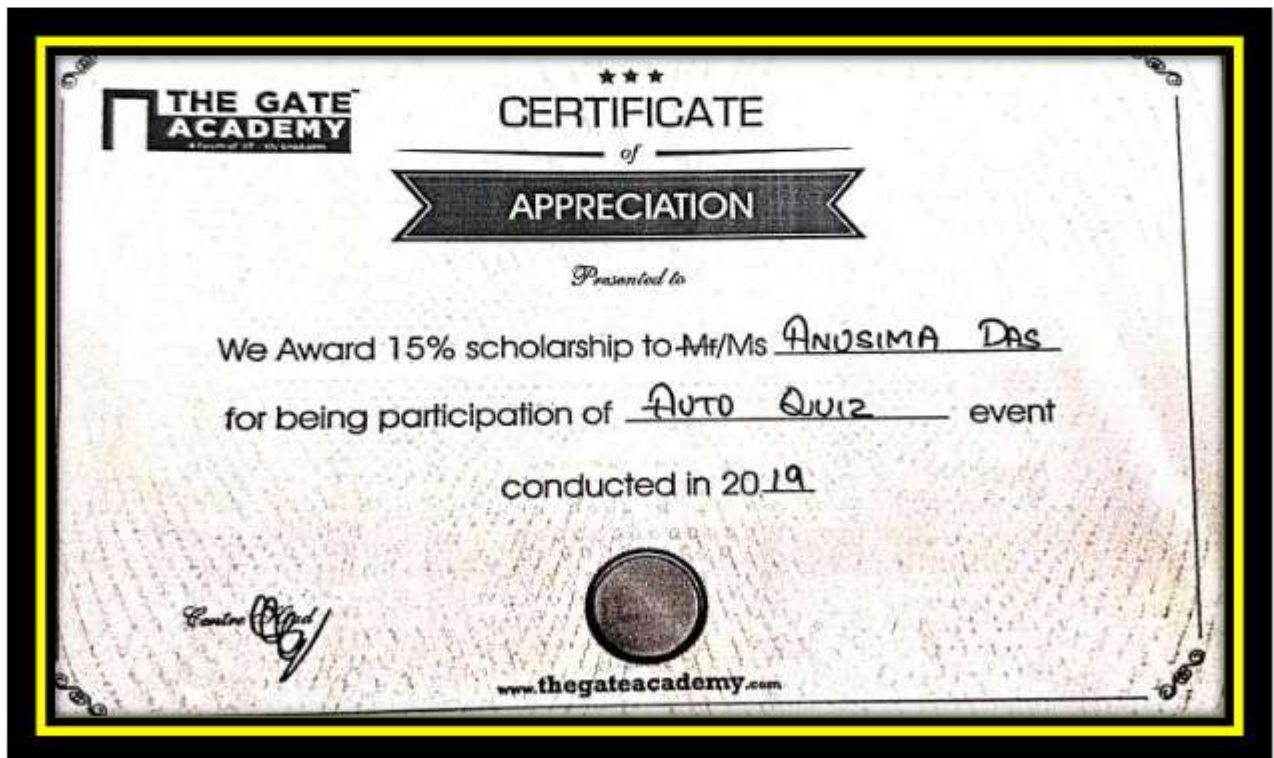 THE GATE™
ACADEMY
★★★
CERTIFICATE
of
APPRECIATION
Presented to
We Award 15% scholarship to Mr/Ms ANUSIMA DAS
for being participation of AUTO QUIZ event
conducted in 2019
Centre Head
www.thegateacademy.com